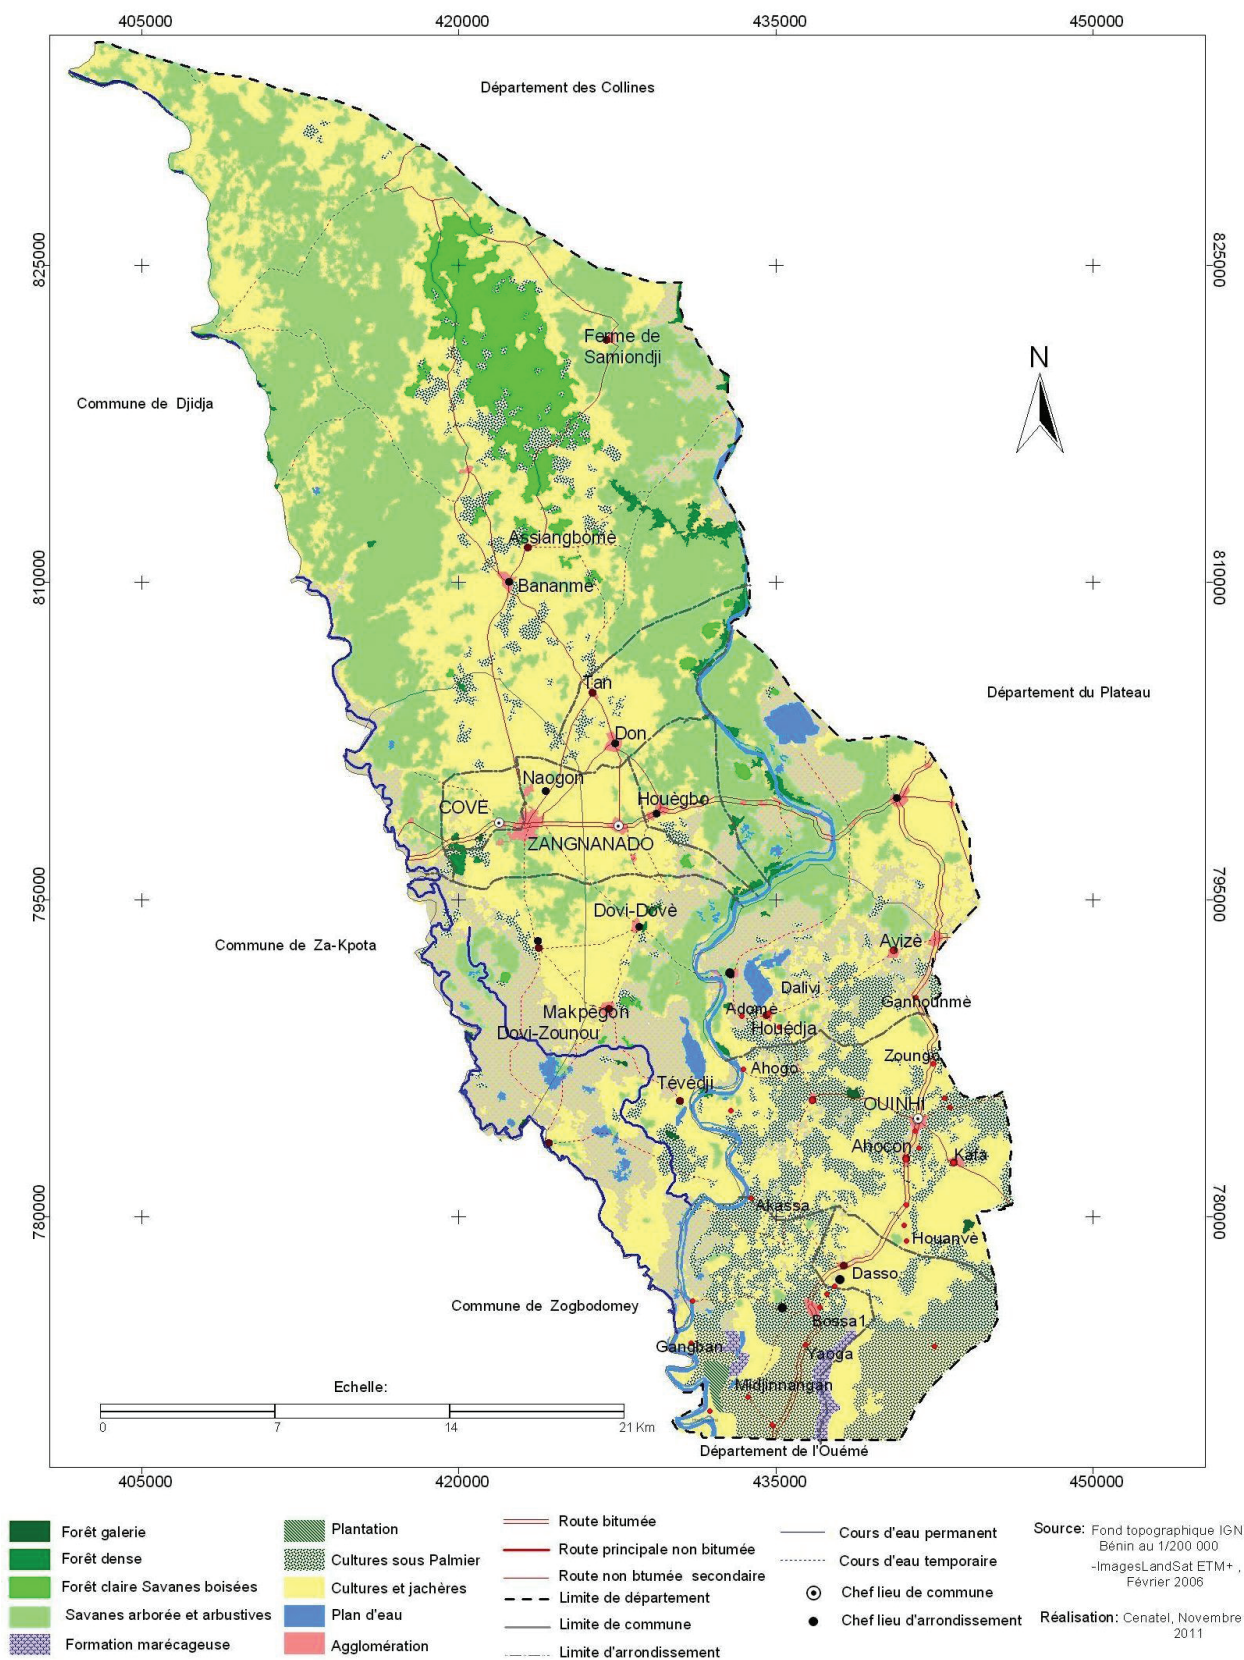 405000 420000 435000 450000
Département des Collines
825000 825000
Ferme de
Samiondji
N
Commune de Djidja
Assiangbomè
810000 810000
Bananmè
Tan
Département du Plateau
Don
Naogon
COVE Houègbo
ZANGNANADO
795000 795000
Dovi-Dovè
Commune de Za-Kpota
Avizè
Dalivi
Ganhounmè
Makpègon Adomè
Dovi-Zounou Houédja
Zoungo
Ahogo
Tévédji
OUINHI
Ahocon
Kafa
Akassa
780000 780000
Houanvè
Dasso
Commune de Zogbodomey
Bossa1
Gangban
Yaoga
Midjinnangan
Echelle:
0 7 14 21 Km
Département de l'Ouémé
405000 420000 435000 450000
Forêt galerie
Forêt dense
Forêt claire Savanes boisées
Savanes arborée et arbustives
Formation marécageuse
Plantation
Cultures sous Palmier
Cultures et jachères
Plan d'eau
Agglomération
Route bitumée
Route principale non bitumée
Route non btumée secondaire
Limite de département
Limite de commune
Limite d'arrondissement
Cours d'eau permanent
Cours d'eau temporaire
Chef lieu de commune
Chef lieu d'arrondissement
Source: Fond topographique IGN
Bénin au 1/200 000
-ImagesLandSat ETM+ ,
Février 2006
Réalisation: Cenatel, Novembre
2011